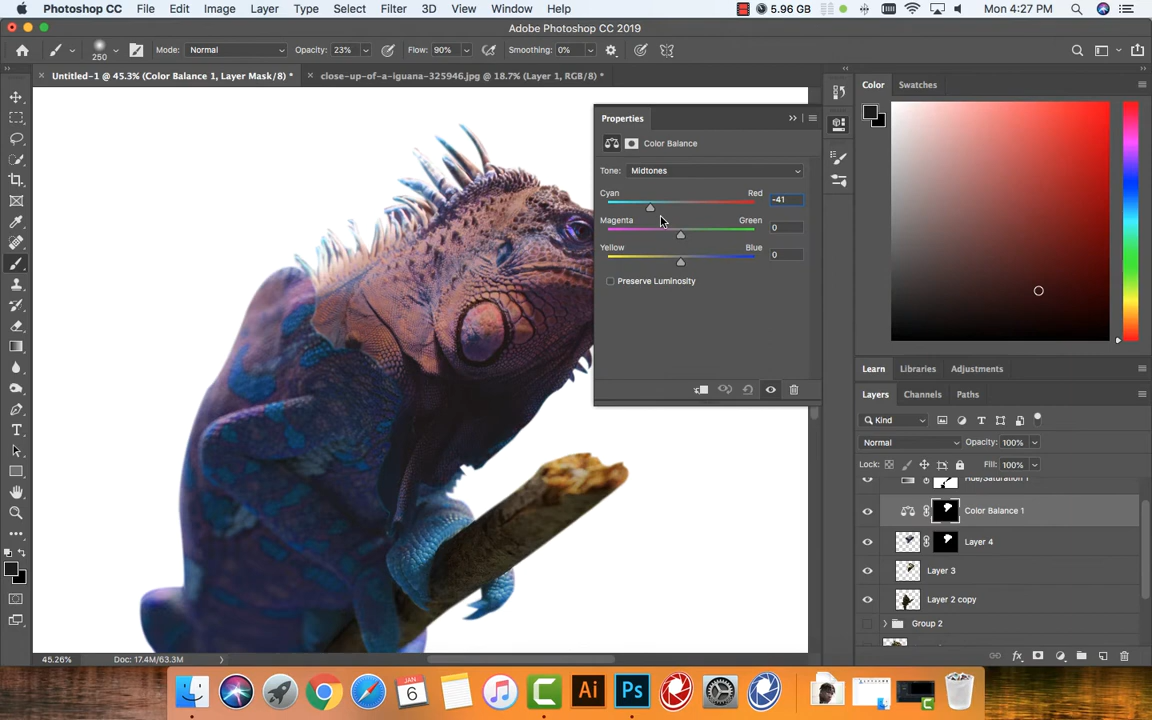 Photoshop CC File Edit Image Layer Type Select Filter 3D View Window Help 5.96 GB Mon 4:27 PM
Adobe Photoshop CC 2019
250 Mode: Normal Opacity: 23% Flow: 90% Smoothing: 0%
Untitled-1 @ 45.3% (Color Balance 1, Layer Mask/8) * close-up-of-a-iguana-325946.jpg @ 18.7% (Layer 1, RGB/8) *
Color Swatches
Properties
Color Balance
Tone: Midtones
Cyan Red -41
Magenta Green 0
Yellow Blue 0
Preserve Luminosity
Learn Libraries Adjustments
Layers Channels Paths
Kind
Normal Opacity: 100%
Lock: Fill: 100%
Hue/Saturation 1
Color Balance 1
Layer 4
Layer 3
Layer 2 copy
Group 2
45.26% Doc: 17.4M/63.3M
JAN
6
Ai Ps